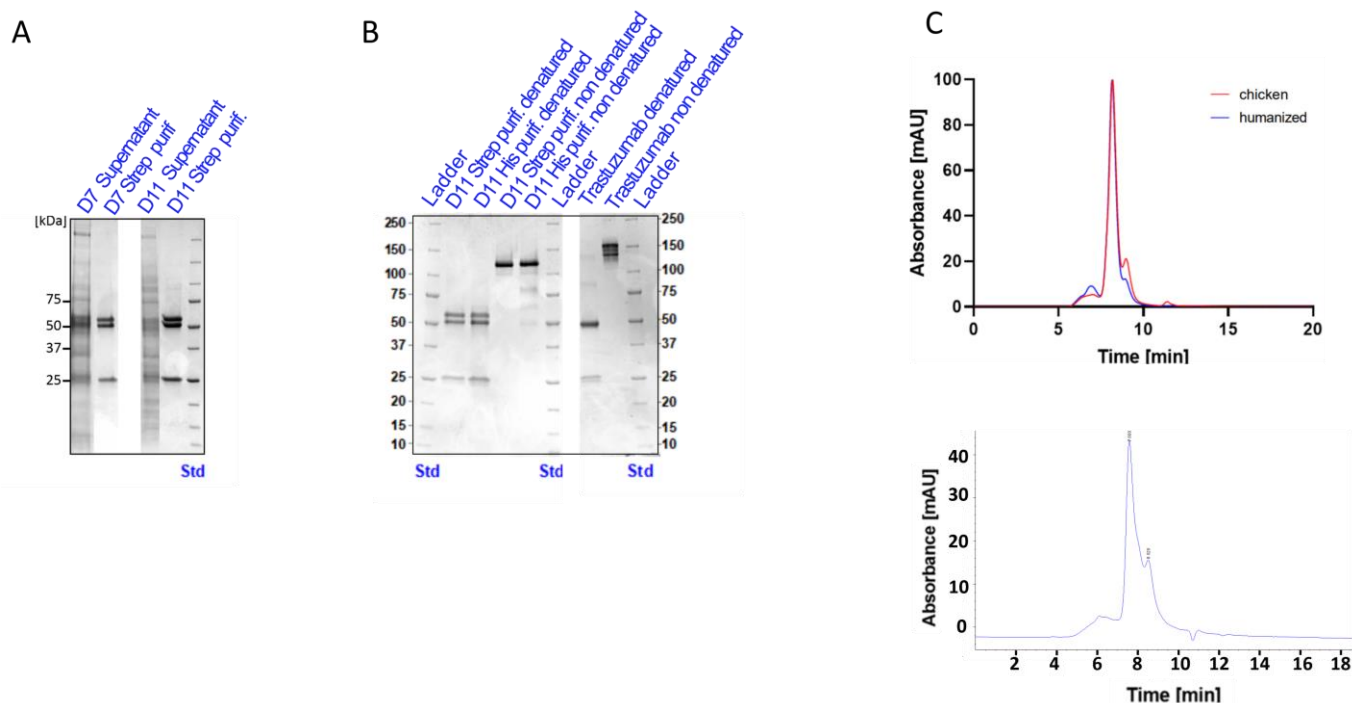 A
D7 Supernatant
D7 Strep purif
D11 Supernatant
D11 Strep purif.
[kDa]
75
50
37
25
Std
B
Ladder
D11 Strep purif. denatured
D11 His purif. denatured
D11 Strep purif. non denatured
D11 His purif. non denatured
Ladder
Trastuzumab denatured
Trastuzumab non denatured
Ladder
250
150
100
75
50
37
25
20
15
10
250
150
100
75
50
37
25
20
15
10
Std
Std
Std
C
Absorbance [mAU]
100
80
60
40
20
0
chicken
humanized
0 5 10 15 20
Time [min]
Absorbance [mAU]
40
30
20
10
0
2 4 6 8 10 12 14 16 18
Time [min]